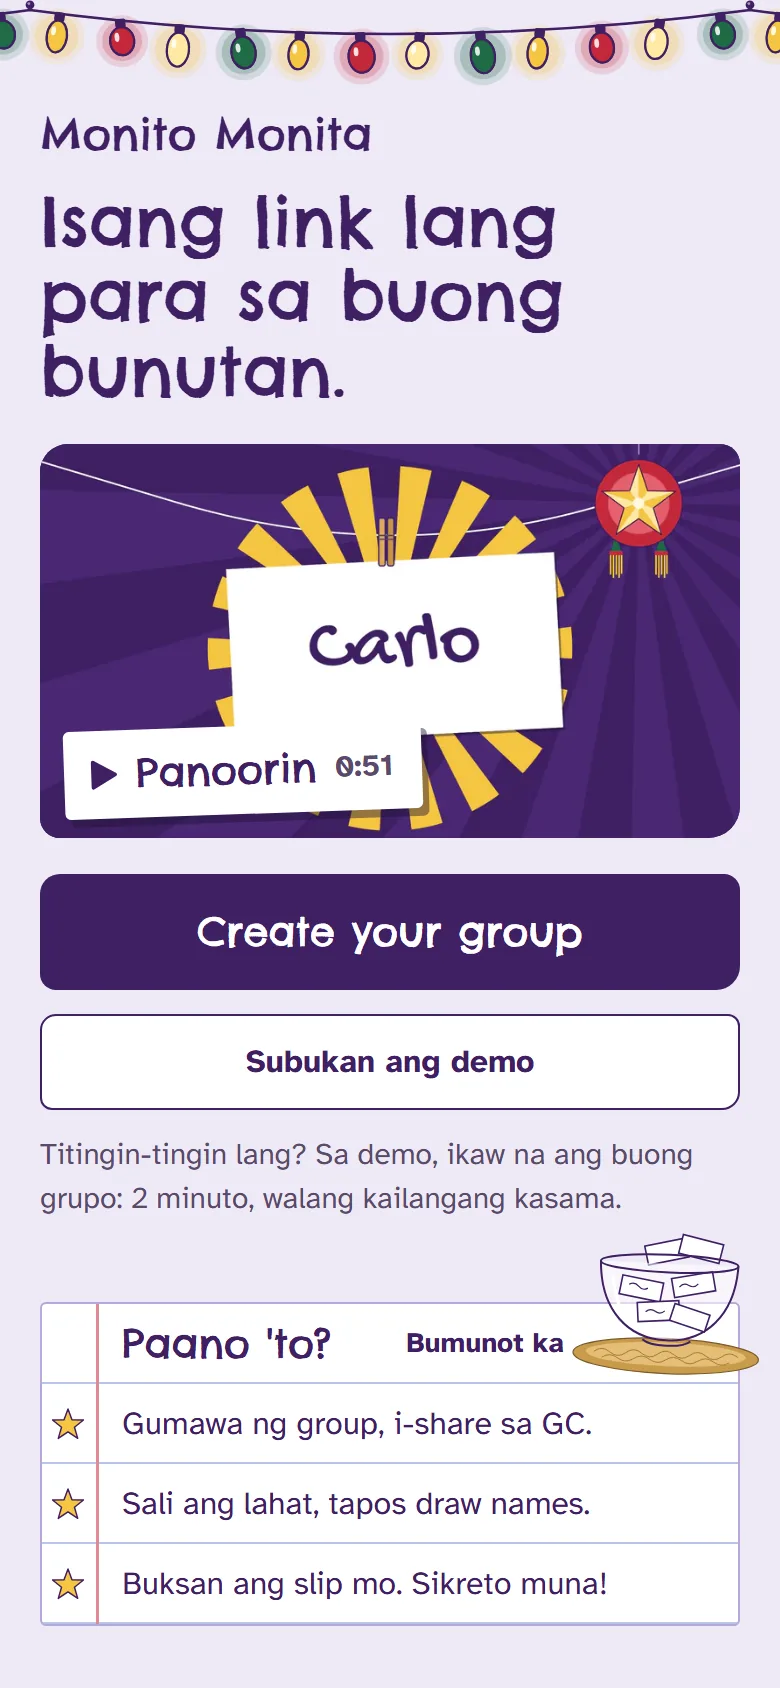 Monito Monita
Isang link lang
para sa buong
bunutan.
Carlo
Panoorin 0:51
Create your group
Subukan ang demo
Titingin-tingin lang? Sa demo, ikaw na ang buong
grupo: 2 minuto, walang kailangang kasama.
Paano 'to? Bumunot ka
Gumawa ng group, i-share sa GC.
Sali ang lahat, tapos draw names.
Buksan ang slip mo. Sikreto muna!